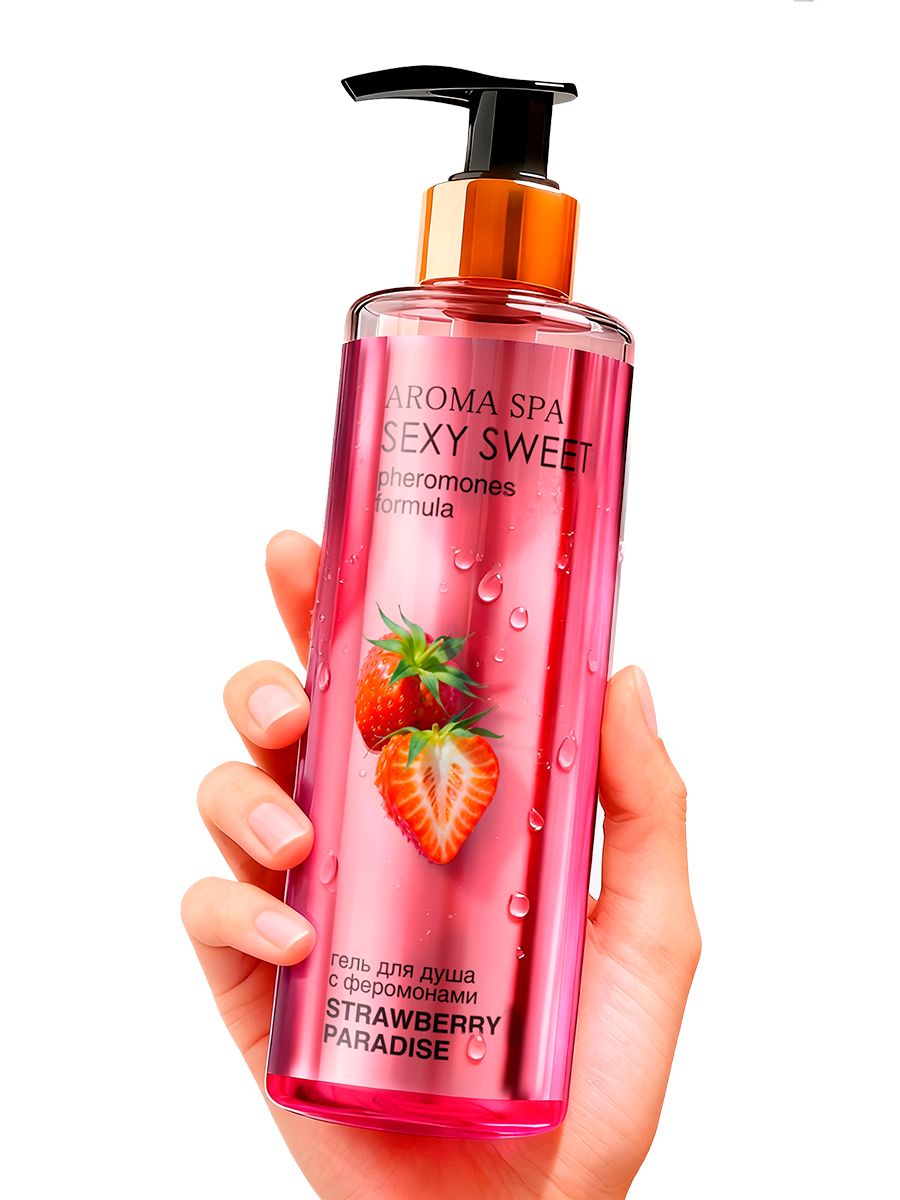 AROMA SPA
SEXY SWEET
pheromones
formula
гель для душа
с феромонами
STRAWBERRY
PARADISE